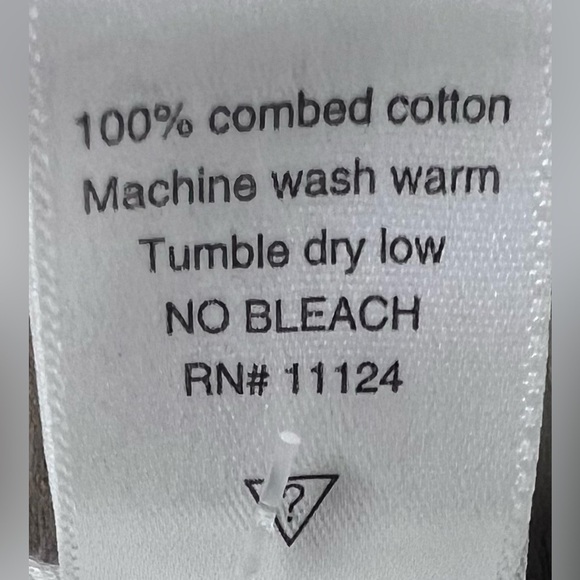 100% combed cotton
Machine wash warm
Tumble dry low
NO BLEACH
RN# 11124
?